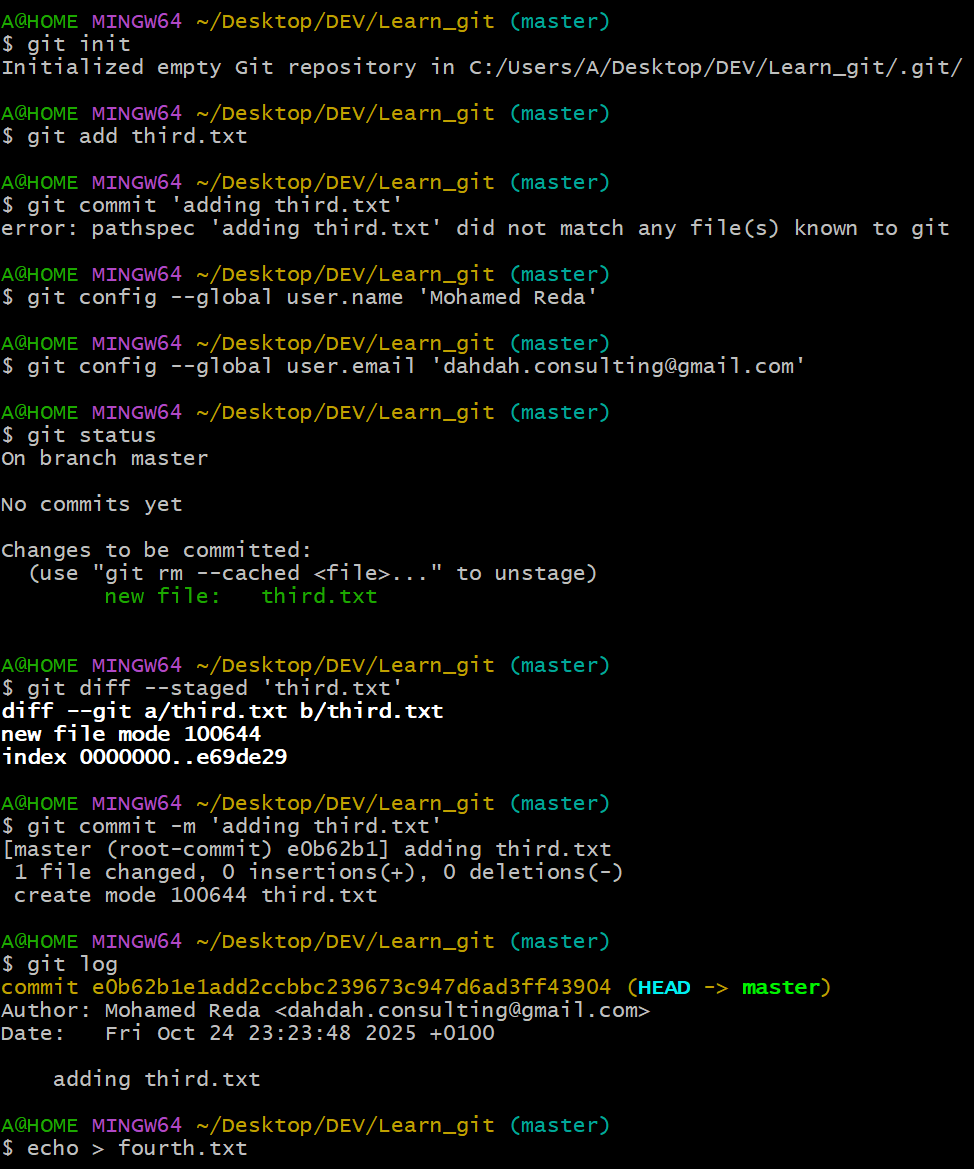 A@HOME MINGW64 ~/Desktop/DEV/Learn_git (master)
$ git init
Initialized empty Git repository in C:/Users/A/Desktop/DEV/Learn_git/.git/

A@HOME MINGW64 ~/Desktop/DEV/Learn_git (master)
$ git add third.txt

A@HOME MINGW64 ~/Desktop/DEV/Learn_git (master)
$ git commit 'adding third.txt'
error: pathspec 'adding third.txt' did not match any file(s) known to git

A@HOME MINGW64 ~/Desktop/DEV/Learn_git (master)
$ git config --global user.name 'Mohamed Reda'

A@HOME MINGW64 ~/Desktop/DEV/Learn_git (master)
$ git config --global user.email 'dahdah.consulting@gmail.com'

A@HOME MINGW64 ~/Desktop/DEV/Learn_git (master)
$ git status
On branch master

No commits yet

Changes to be committed:
  (use "git rm --cached <file>..." to unstage)
        new file:   third.txt


A@HOME MINGW64 ~/Desktop/DEV/Learn_git (master)
$ git diff --staged 'third.txt'
diff --git a/third.txt b/third.txt
new file mode 100644
index 0000000..e69de29

A@HOME MINGW64 ~/Desktop/DEV/Learn_git (master)
$ git commit -m 'adding third.txt'
[master (root-commit) e0b62b1] adding third.txt
 1 file changed, 0 insertions(+), 0 deletions(-)
 create mode 100644 third.txt

A@HOME MINGW64 ~/Desktop/DEV/Learn_git (master)
$ git log
commit e0b62b1e1add2ccbbc239673c947d6ad3ff43904 (HEAD -> master)
Author: Mohamed Reda <dahdah.consulting@gmail.com>
Date:   Fri Oct 24 23:23:48 2025 +0100

    adding third.txt

A@HOME MINGW64 ~/Desktop/DEV/Learn_git (master)
$ echo > fourth.txt